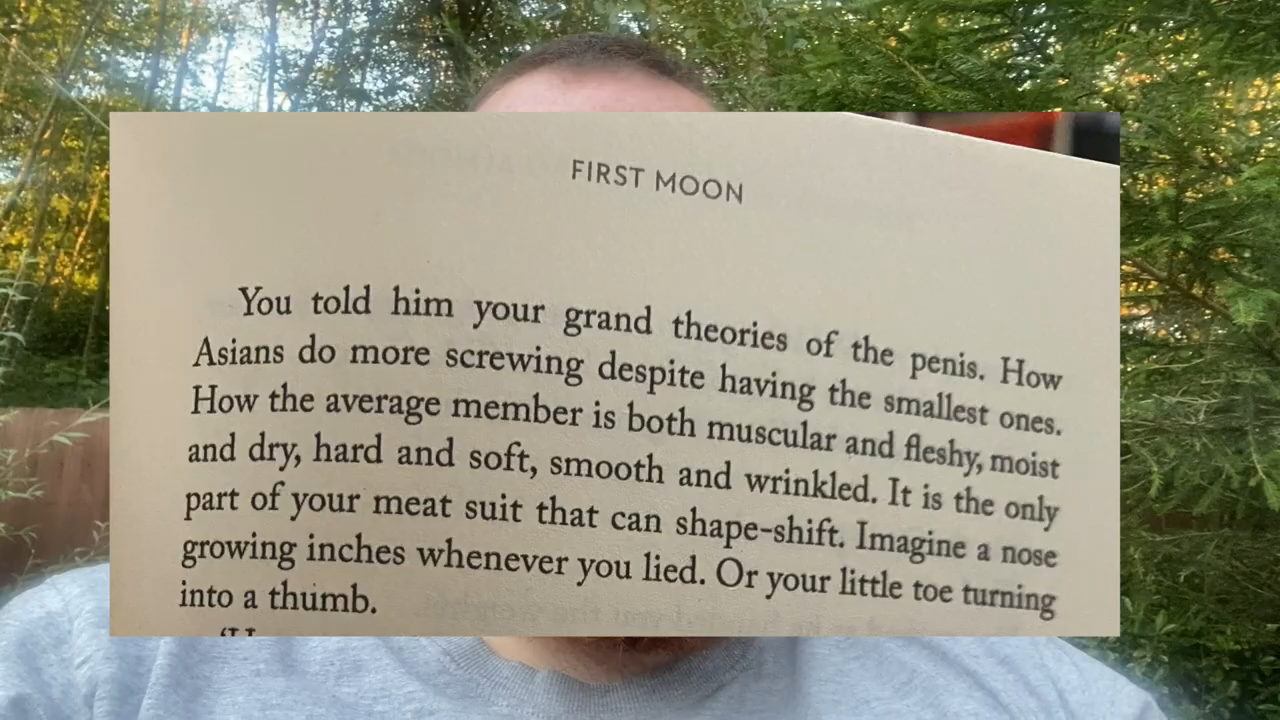 FIRST MOON
You told him your grand theories of the penis. How
Asians do more screwing despite having the smallest ones.
How the average member is both muscular and fleshy, moist
and dry, hard and soft, smooth and wrinkled. It is the only
part of your meat suit that can shape-shift. Imagine a nose
growing inches whenever you lied. Or your little toe turning
into a thumb.